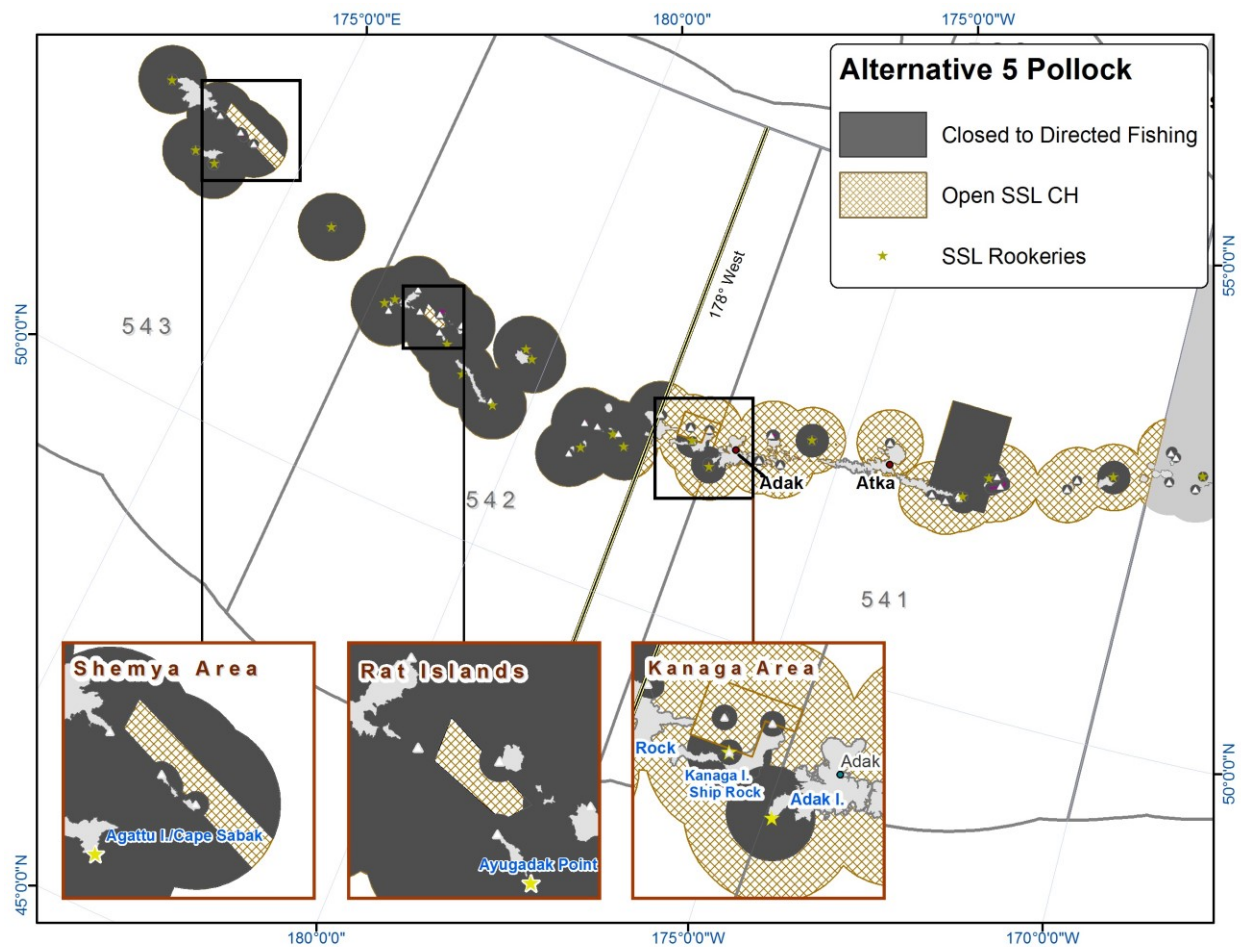 175°0'0"E
180°0'0"
175°0'0"W
Alternative 5 Pollock
Closed to Directed Fishing
Open SSL CH
SSL Rookeries
55°0'0"N
50°0'0"N
543
178° West
542
Adak
Atka
541
Shemya Area
Agattu I./Cape Sabak
Rat Islands
Ayugadak Point
Kanaga Area
Rock
Kanaga I.
Ship Rock
Adak
Adak I.
50°0'0"N
45°0'0"N
180°0'0"
175°0'0"W
170°0'0"W